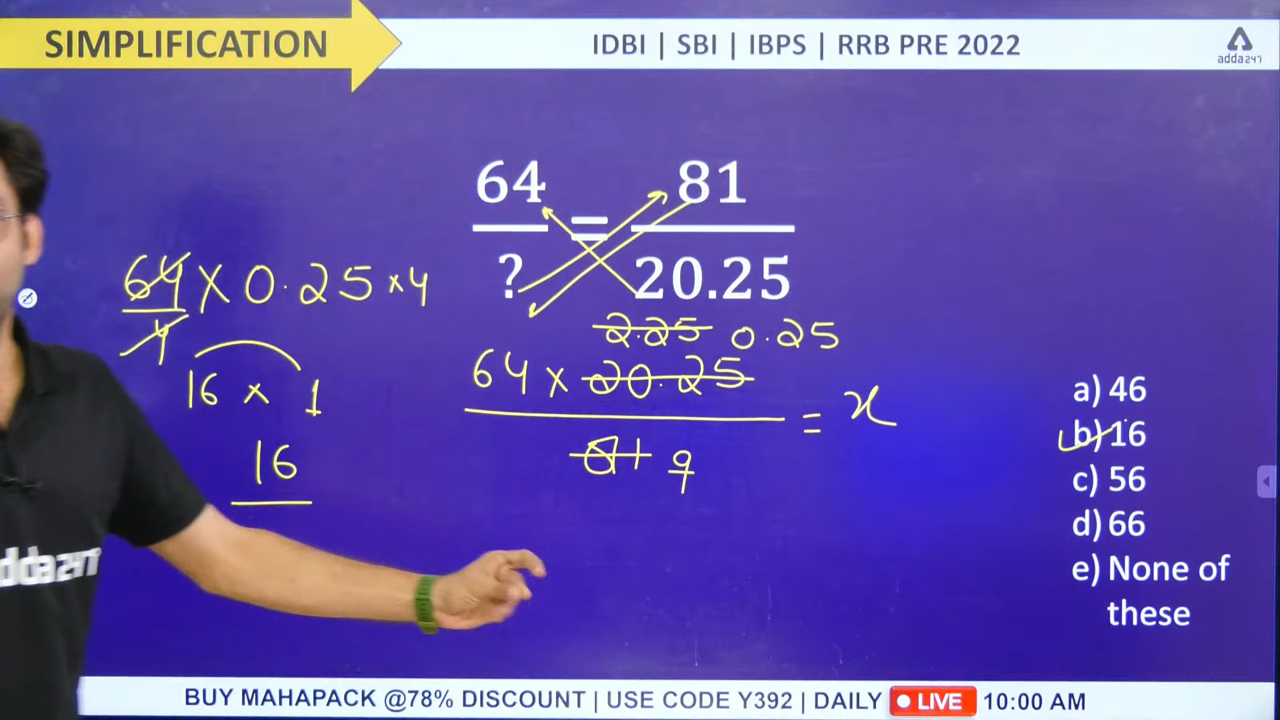 SIMPLIFICATION
IDBI | SBI | IBPS | RRB PRE 2022
adda247
64/? = 81/20.25
64/4 × 0.25 × 4
16 × 1
16
2.25 0.25
64 × 20.25
81 9
= x
a) 46
b) 16
c) 56
d) 66
e) None of
these
dda247
BUY MAHAPACK @78% DISCOUNT | USE CODE Y392 | DAILY LIVE 10:00 AM